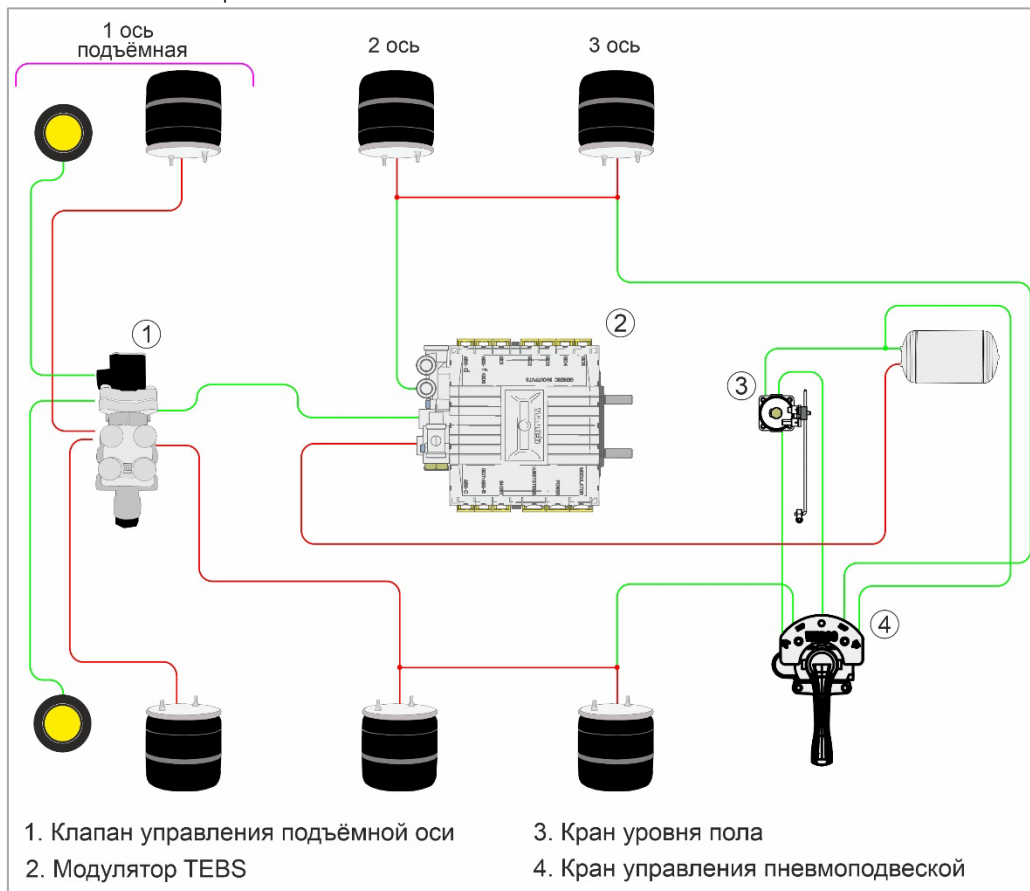 1 ось
подъёмная
2 ось
3 ось
1
2
3
4
1. Клапан управления подъёмной оси
2. Модулятор TEBS
3. Кран уровня пола
4. Кран управления пневмоподвеской